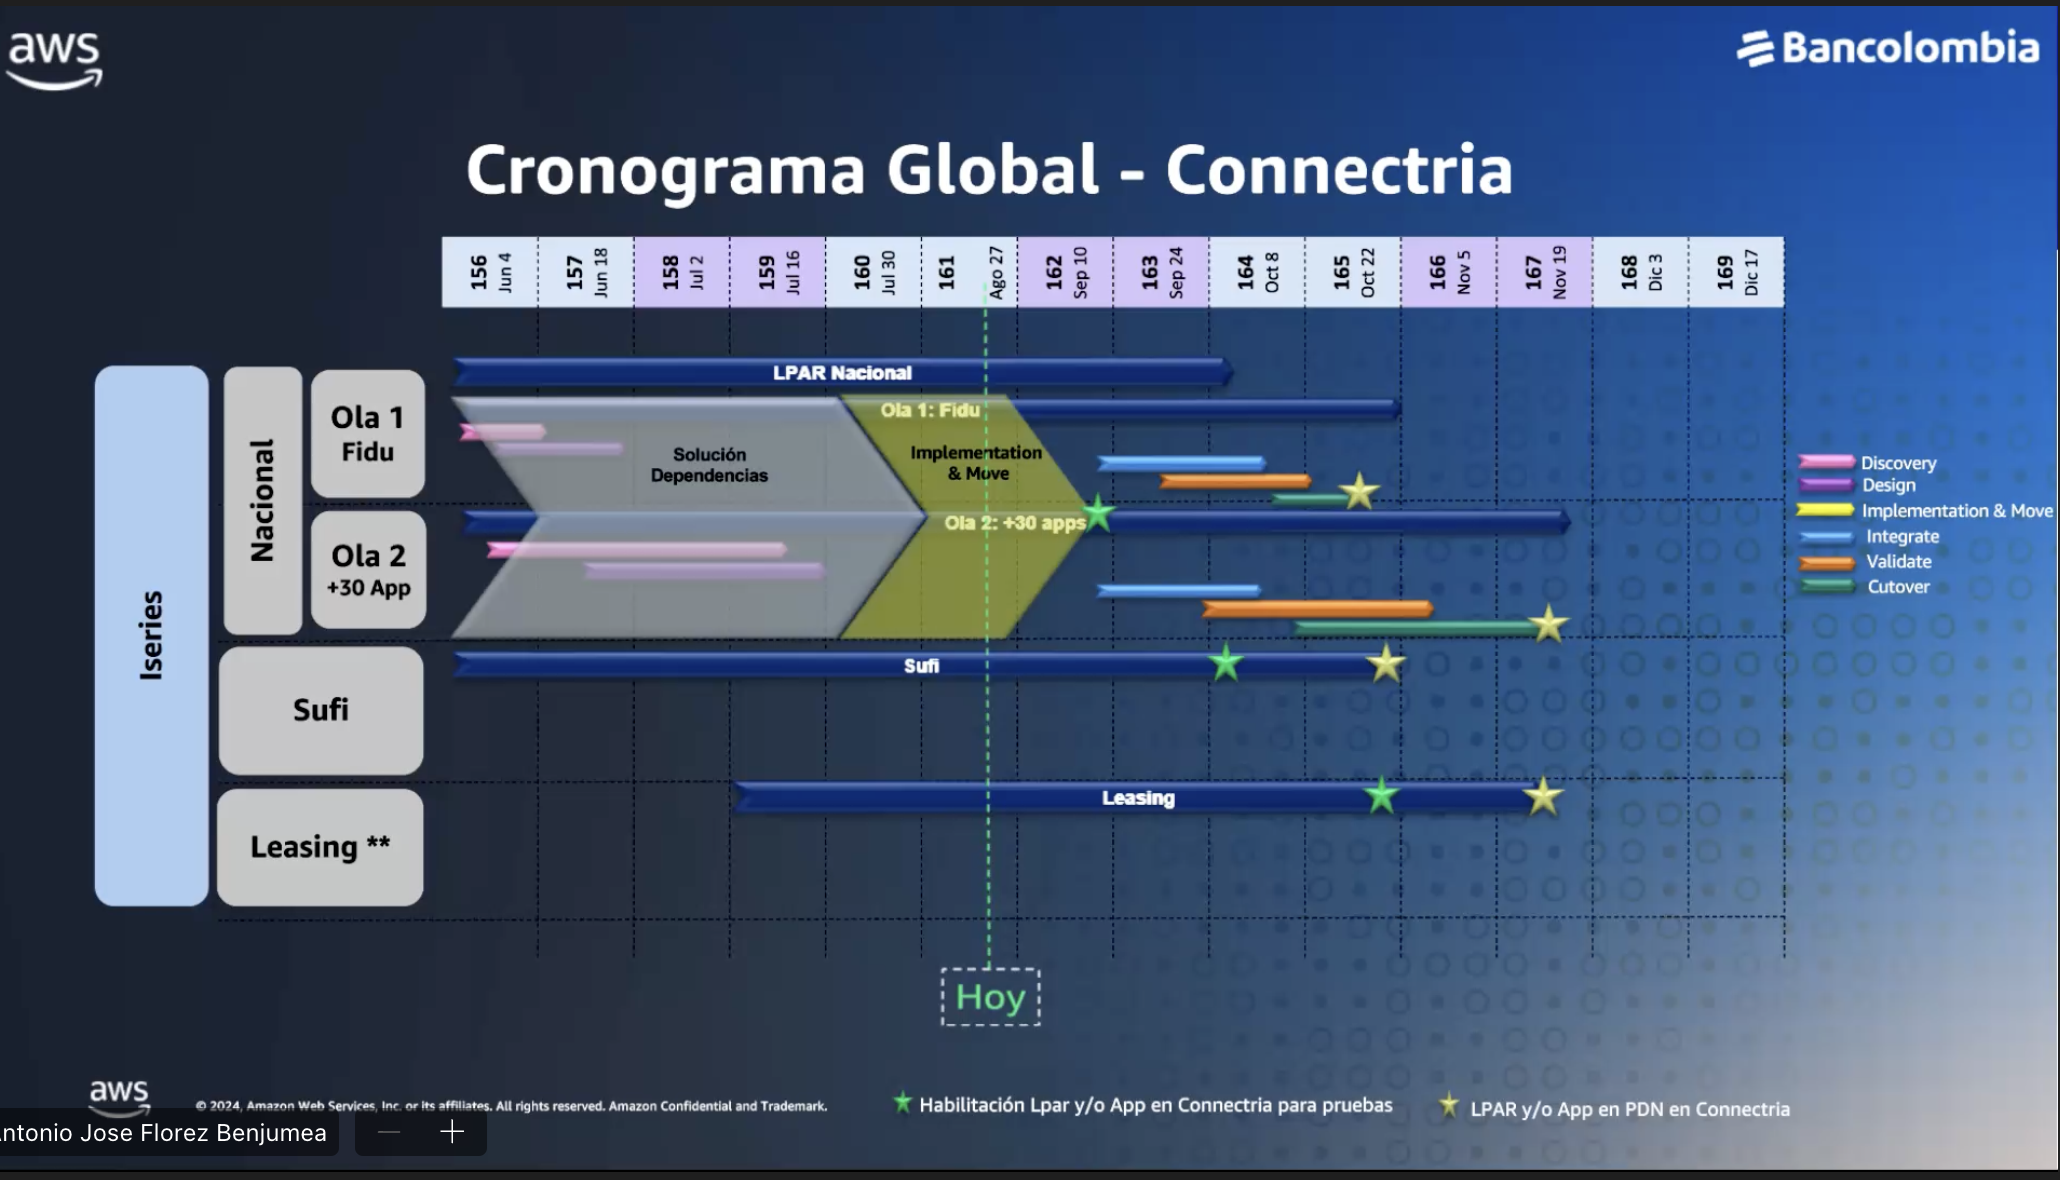 aws
Bancolombia
Cronograma Global - Connectria
156 Jun 4
157 Jun 18
158 Jul 2
159 Jul 16
160 Jul 30
161 Ago 27
162 Sep 10
163 Sep 24
164 Oct 8
165 Oct 22
166 Nov 5
167 Nov 19
168 Dic 3
169 Dic 17
Iseries
Nacional
Ola 1
Fidu
Ola 2
+30 App
Sufi
Leasing **
LPAR Nacional
Ola 1: Fidu
Solución
Dependencias
Implementation
& Move
Ola 2: +30 apps
Sufi
Leasing
Discovery
Design
Implementation & Move
Integrate
Validate
Cutover
Hoy
aws
© 2024, Amazon Web Services, Inc. or its affiliates. All rights reserved. Amazon Confidential and Trademark.
Habilitación Lpar y/o App en Connectria para pruebas
LPAR y/o App en PDN en Connectria
ntonio Jose Florez Benjumea